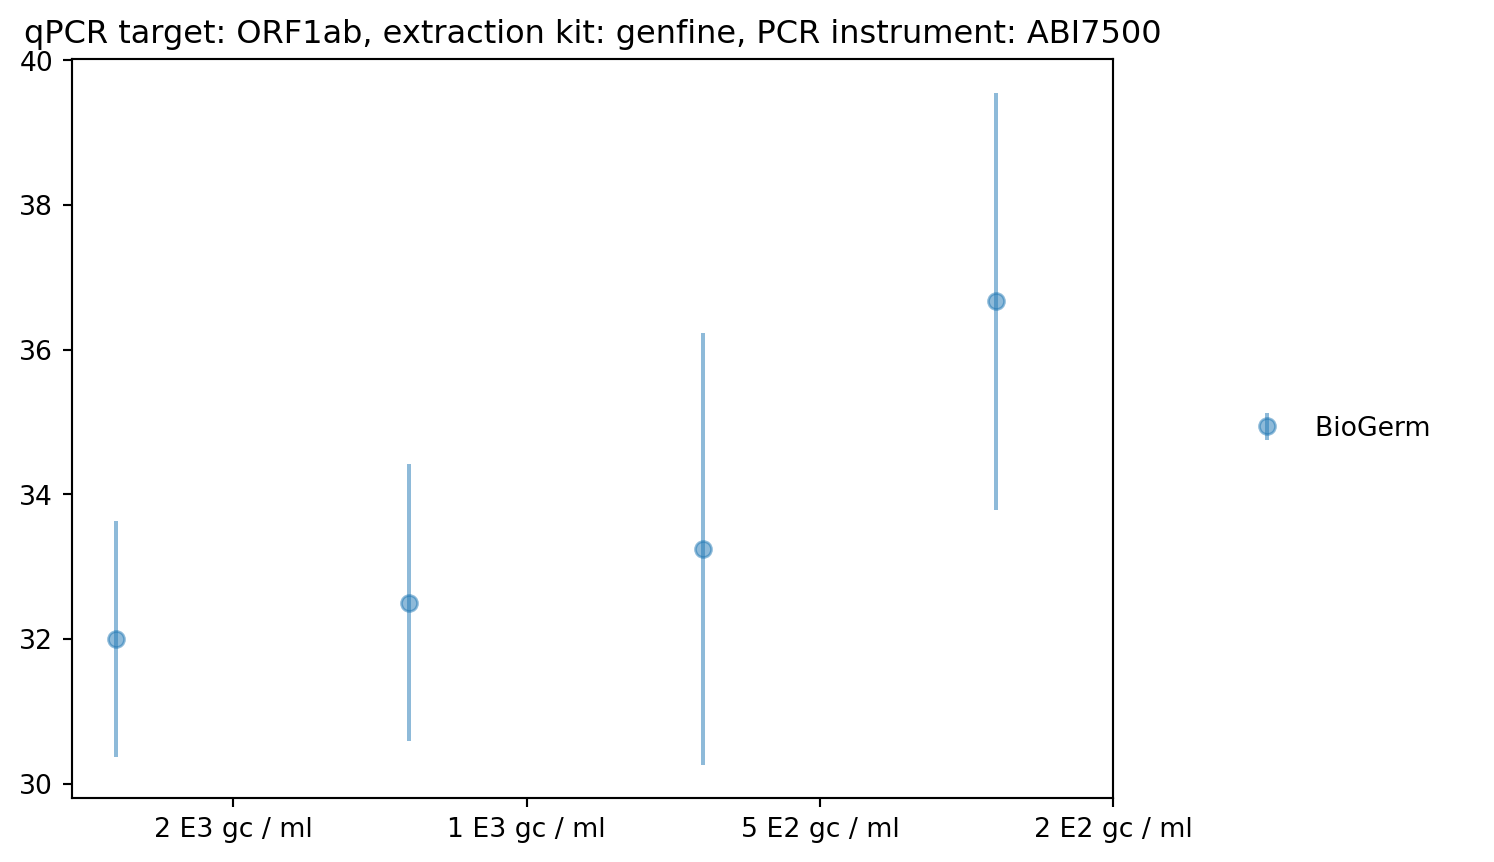 qPCR target: ORF1ab, extraction kit: genfine, PCR instrument: ABI7500
40
38
36
34
32
30
2 E3 gc / ml
1 E3 gc / ml
5 E2 gc / ml
2 E2 gc / ml
BioGerm